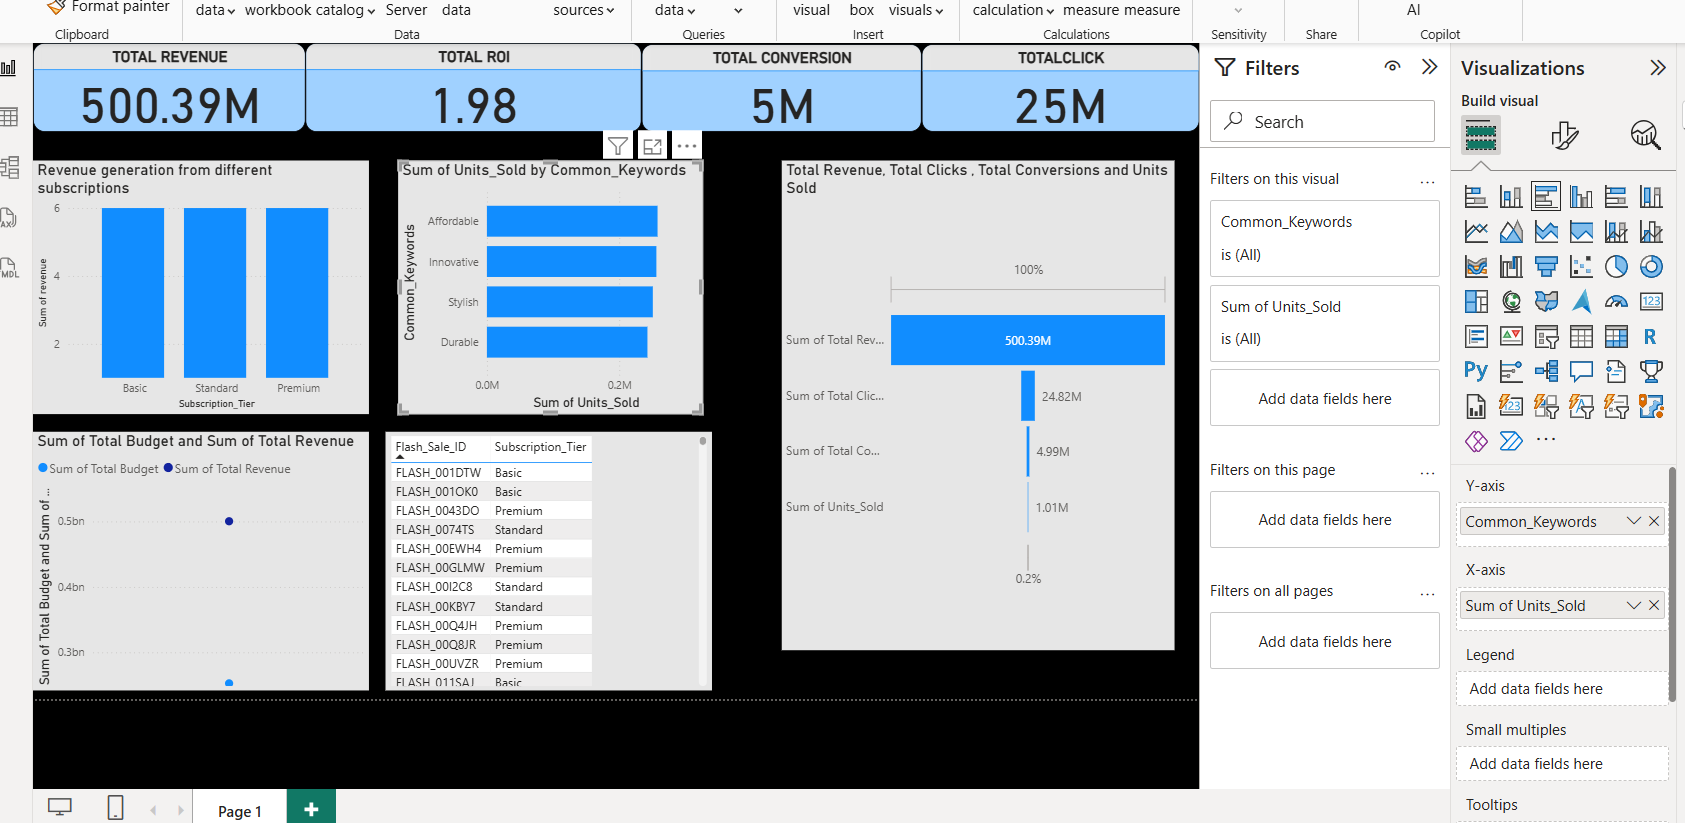 Format painter
data
workbook
catalog
Server
data
sources
data
visual
box
visuals
calculation
measure
measure
AI
Clipboard
Data
Queries
Insert
Calculations
Sensitivity
Share
Copilot
TOTAL REVENUE
500.39M
TOTAL ROI
1.98
TOTAL CONVERSION
5M
TOTALCLICK
25M
Revenue generation from different
subscriptions
Sum of revenue
6
4
2
Basic
Standard
Premium
Subscription_Tier
Sum of Units_Sold by Common_Keywords
Common_Keywords
Affordable
Innovative
Stylish
Durable
0.0M
0.2M
Sum of Units_Sold
Total Revenue, Total Clicks , Total Conversions and Units
Sold
100%
Sum of Total Rev...
500.39M
Sum of Total Clic...
24.82M
Sum of Total Co...
4.99M
Sum of Units_Sold
1.01M
0.2%
Sum of Total Budget and Sum of Total Revenue
Sum of Total Budget
Sum of Total Revenue
Sum of Total Budget and Sum of ...
0.5bn
0.4bn
0.3bn
Flash_Sale_ID Subscription_Tier
FLASH_001DTW Basic
FLASH_001OK0 Basic
FLASH_0043DO Premium
FLASH_0074TS Standard
FLASH_00EWH4 Premium
FLASH_00GLMW Premium
FLASH_00I2C8 Standard
FLASH_00KBY7 Standard
FLASH_00Q4JH Premium
FLASH_00Q8JR Premium
FLASH_00UVZR Premium
FLASH_011SAJ Basic
Page 1
+
Filters
Search
Filters on this visual
...
Common_Keywords
is (All)
Sum of Units_Sold
is (All)
Add data fields here
Filters on this page
...
Add data fields here
Filters on all pages
...
Add data fields here
Visualizations
Build visual
123
R
Py
123
...
Y-axis
Common_Keywords
X-axis
Sum of Units_Sold
Legend
Add data fields here
Small multiples
Add data fields here
Tooltips